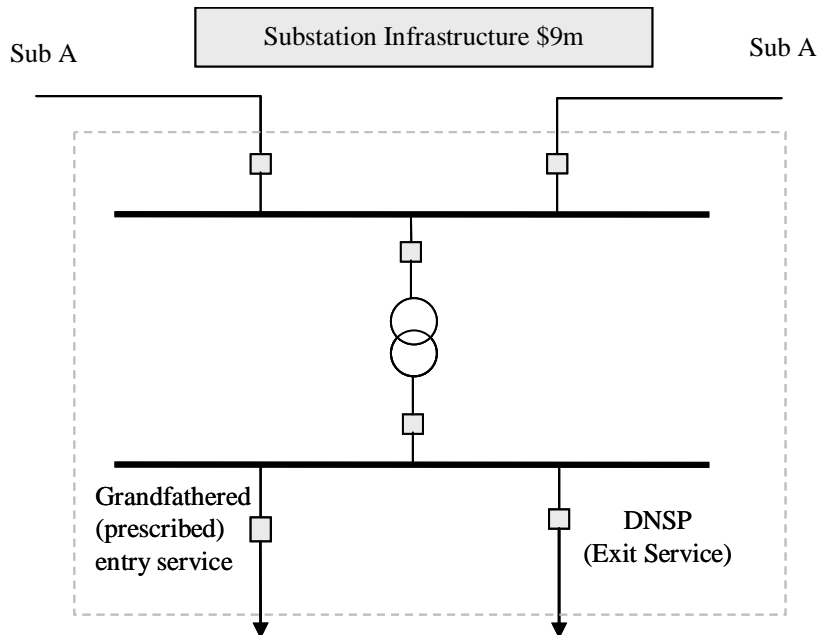 Substation Infrastructure $9m
Sub A
Sub A
Grandfathered
(prescribed)
entry service
DNSP
(Exit Service)